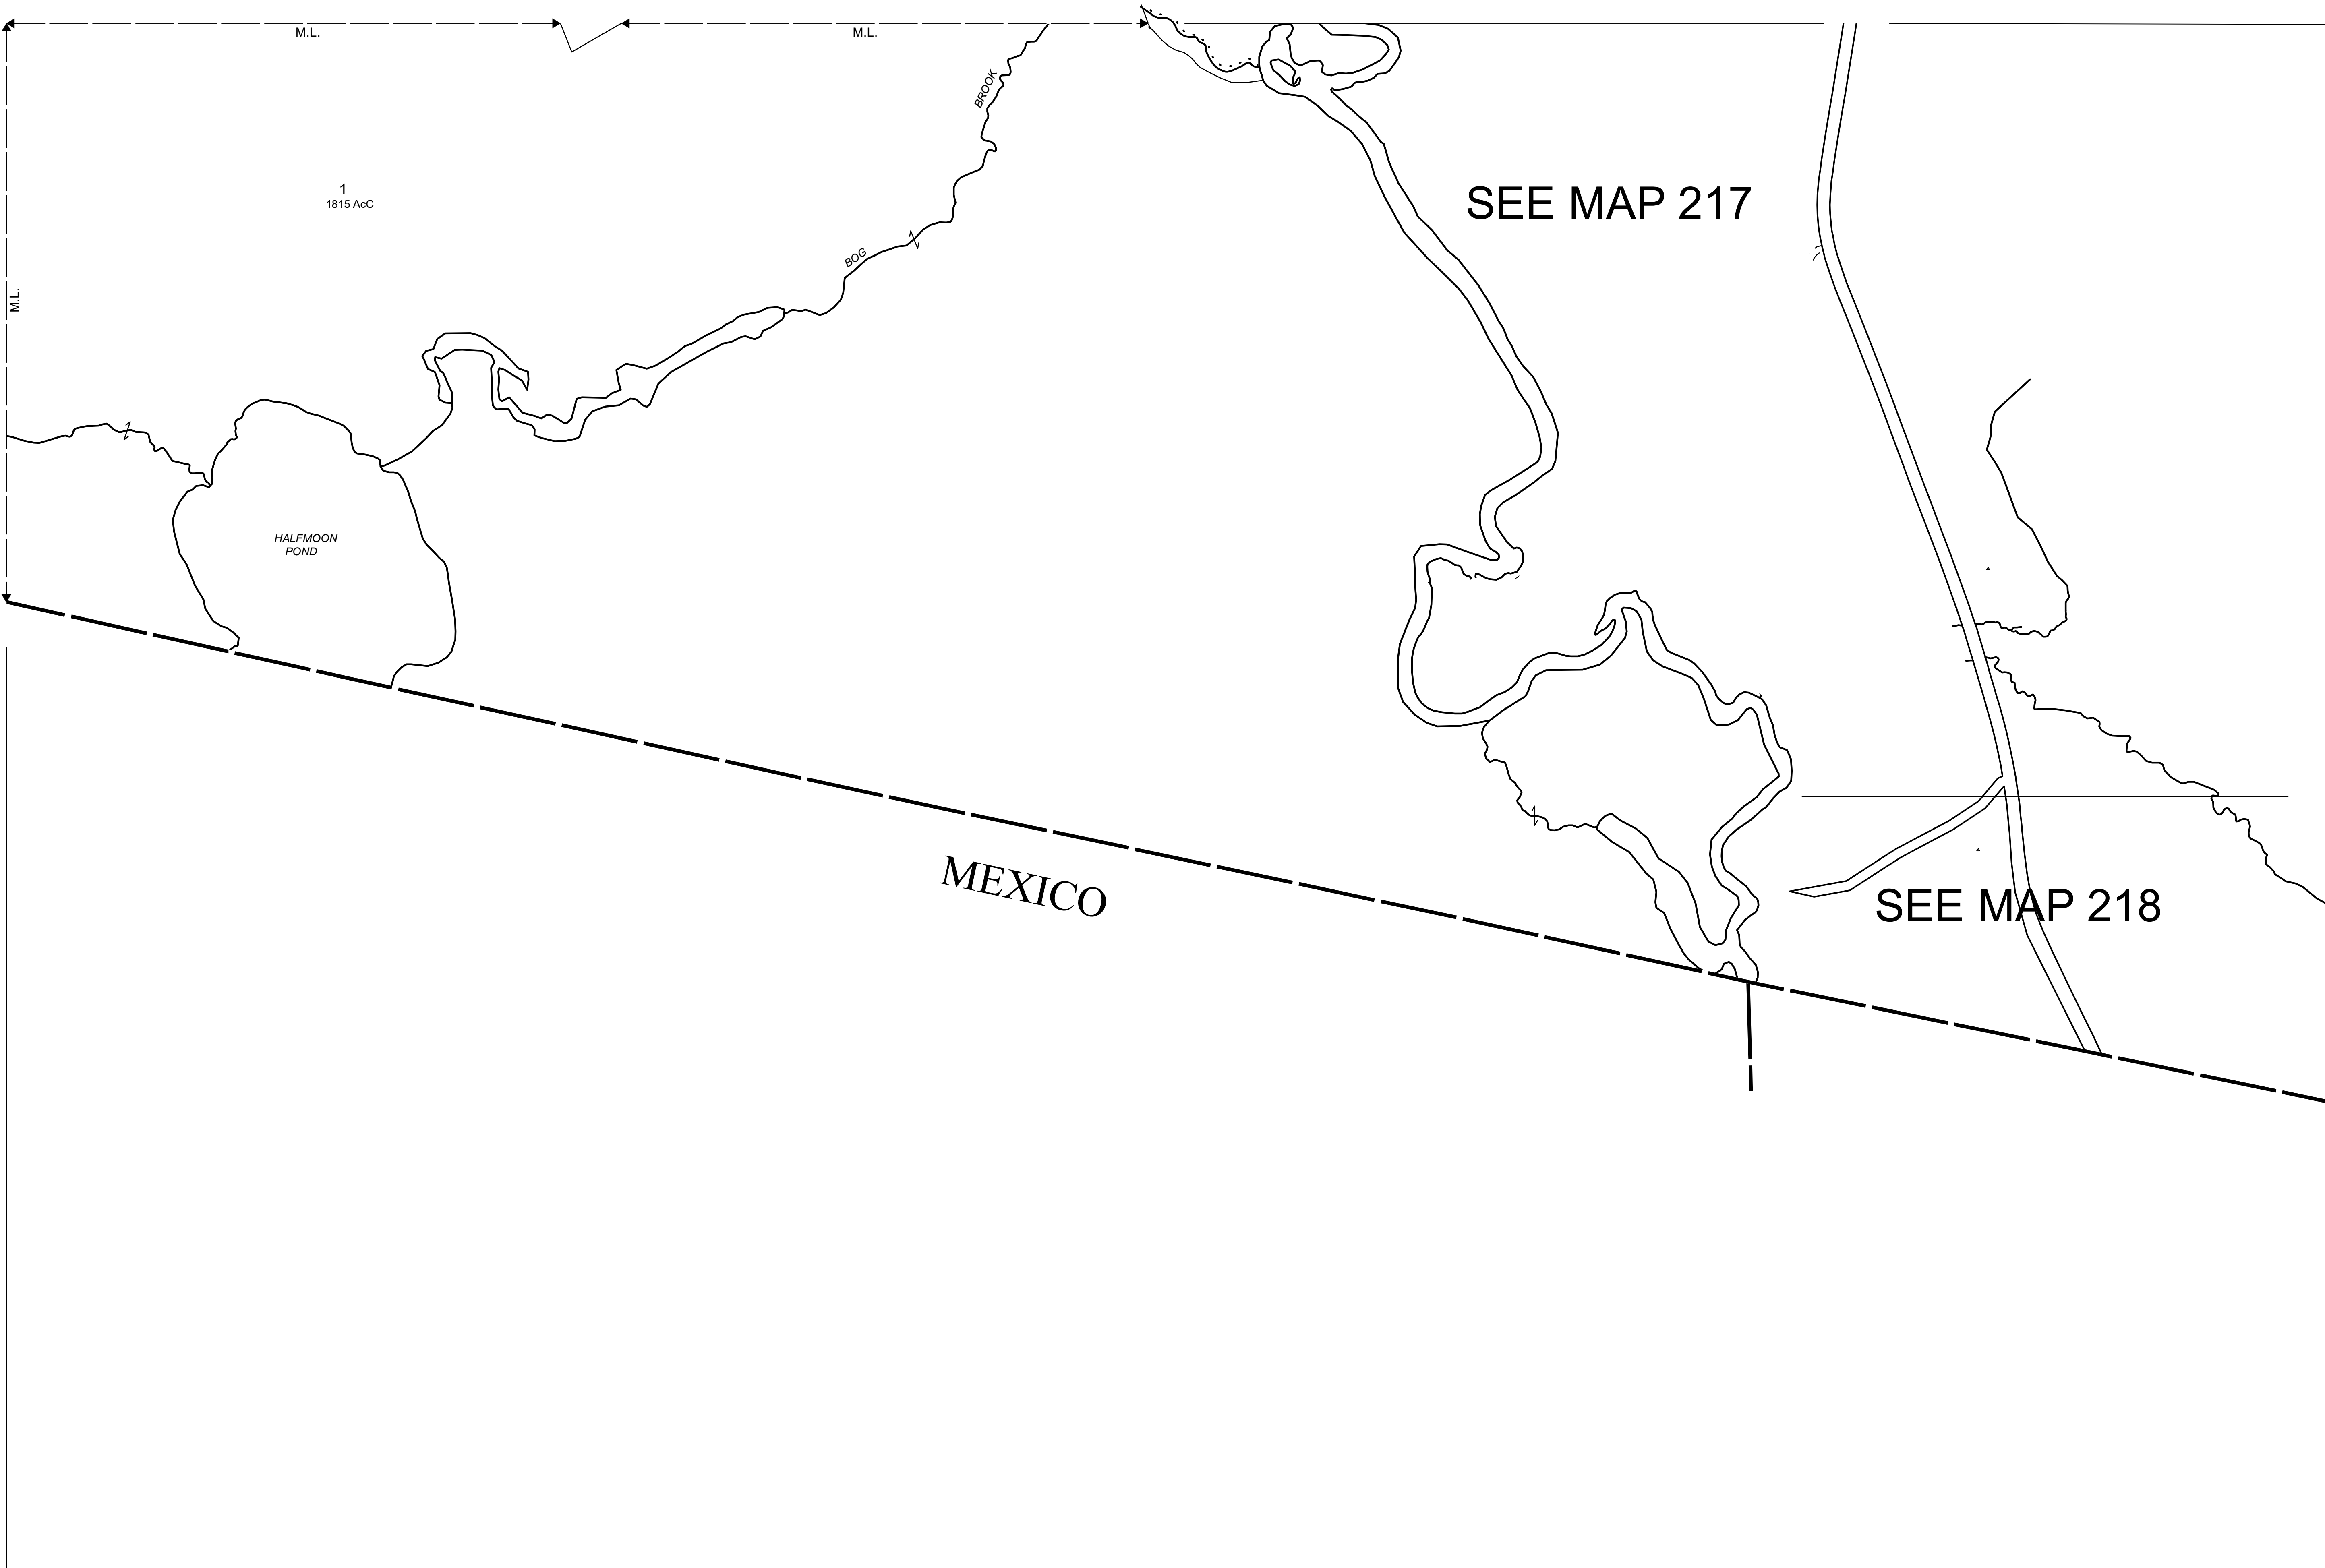 M.L.
M.L.
BROOK
1
1815 AcC
SEE MAP 217
BOG
M.L.
HALFMOON
POND
MEXICO
SEE MAP 218